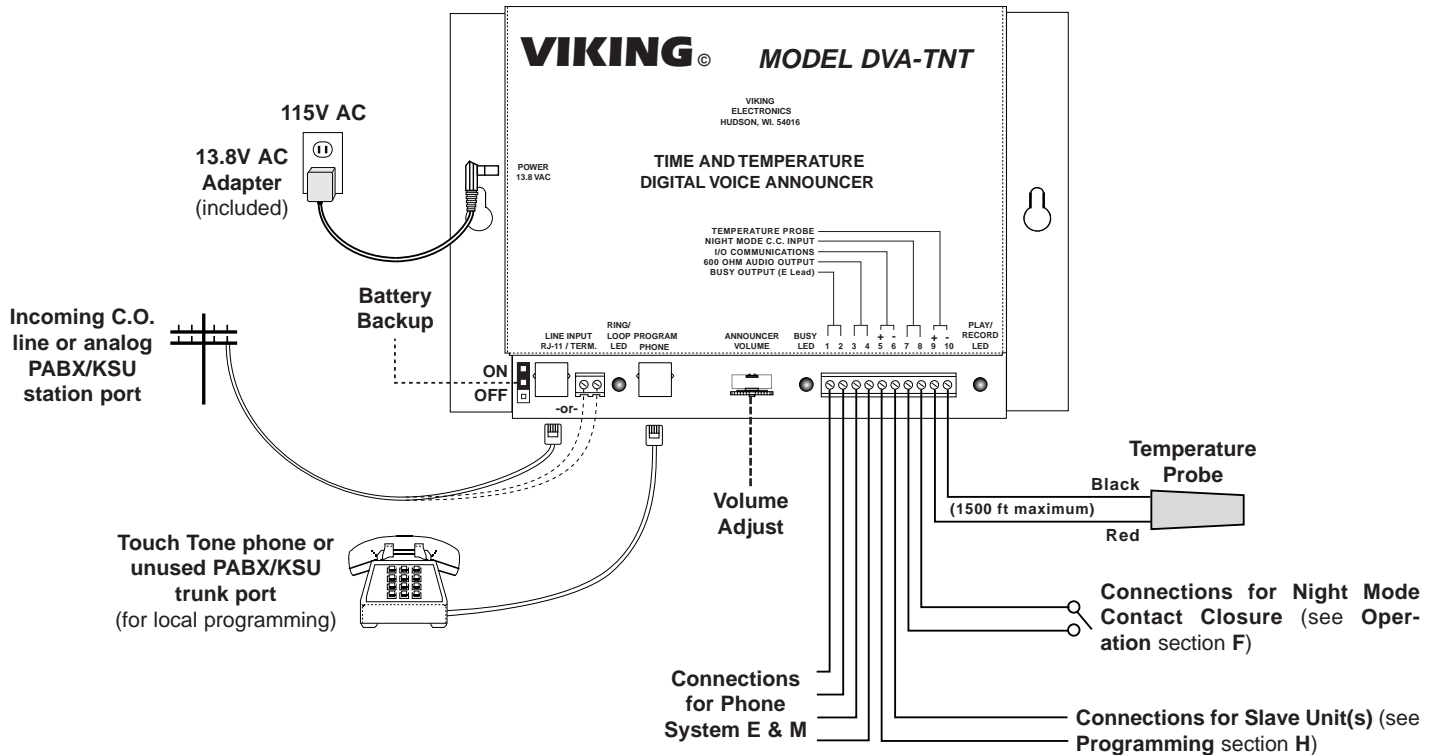 VIKING © MODEL DVA-TNT
VIKING
ELECTRONICS
HUDSON, WI. 54016
115V AC
13.8V AC
Adapter
(included)
POWER
13.8 VAC
TIME AND TEMPERATURE
DIGITAL VOICE ANNOUNCER
TEMPERATURE PROBE
NIGHT MODE C.C. INPUT
I/O COMMUNICATIONS
600 OHM AUDIO OUTPUT
BUSY OUTPUT (E Lead)
Battery
Backup
Incoming C.O.
line or analog
PABX/KSU
station port
LINE INPUT
RJ-11 / TERM.
RING/
LOOP
LED
PROGRAM
PHONE
ANNOUNCER
VOLUME
BUSY
LED
+ - + -
1 2 3 4 5 6 7 8 9 10
PLAY/
RECORD
LED
ON
OFF
-or-
Volume
Adjust
Temperature
Probe
Black
(1500 ft maximum)
Red
Touch Tone phone or
unused PABX/KSU
trunk port
(for local programming)
Connections for Night Mode
Contact Closure (see Oper-
ation section F)
Connections
for Phone
System E & M
Connections for Slave Unit(s) (see
Programming section H)